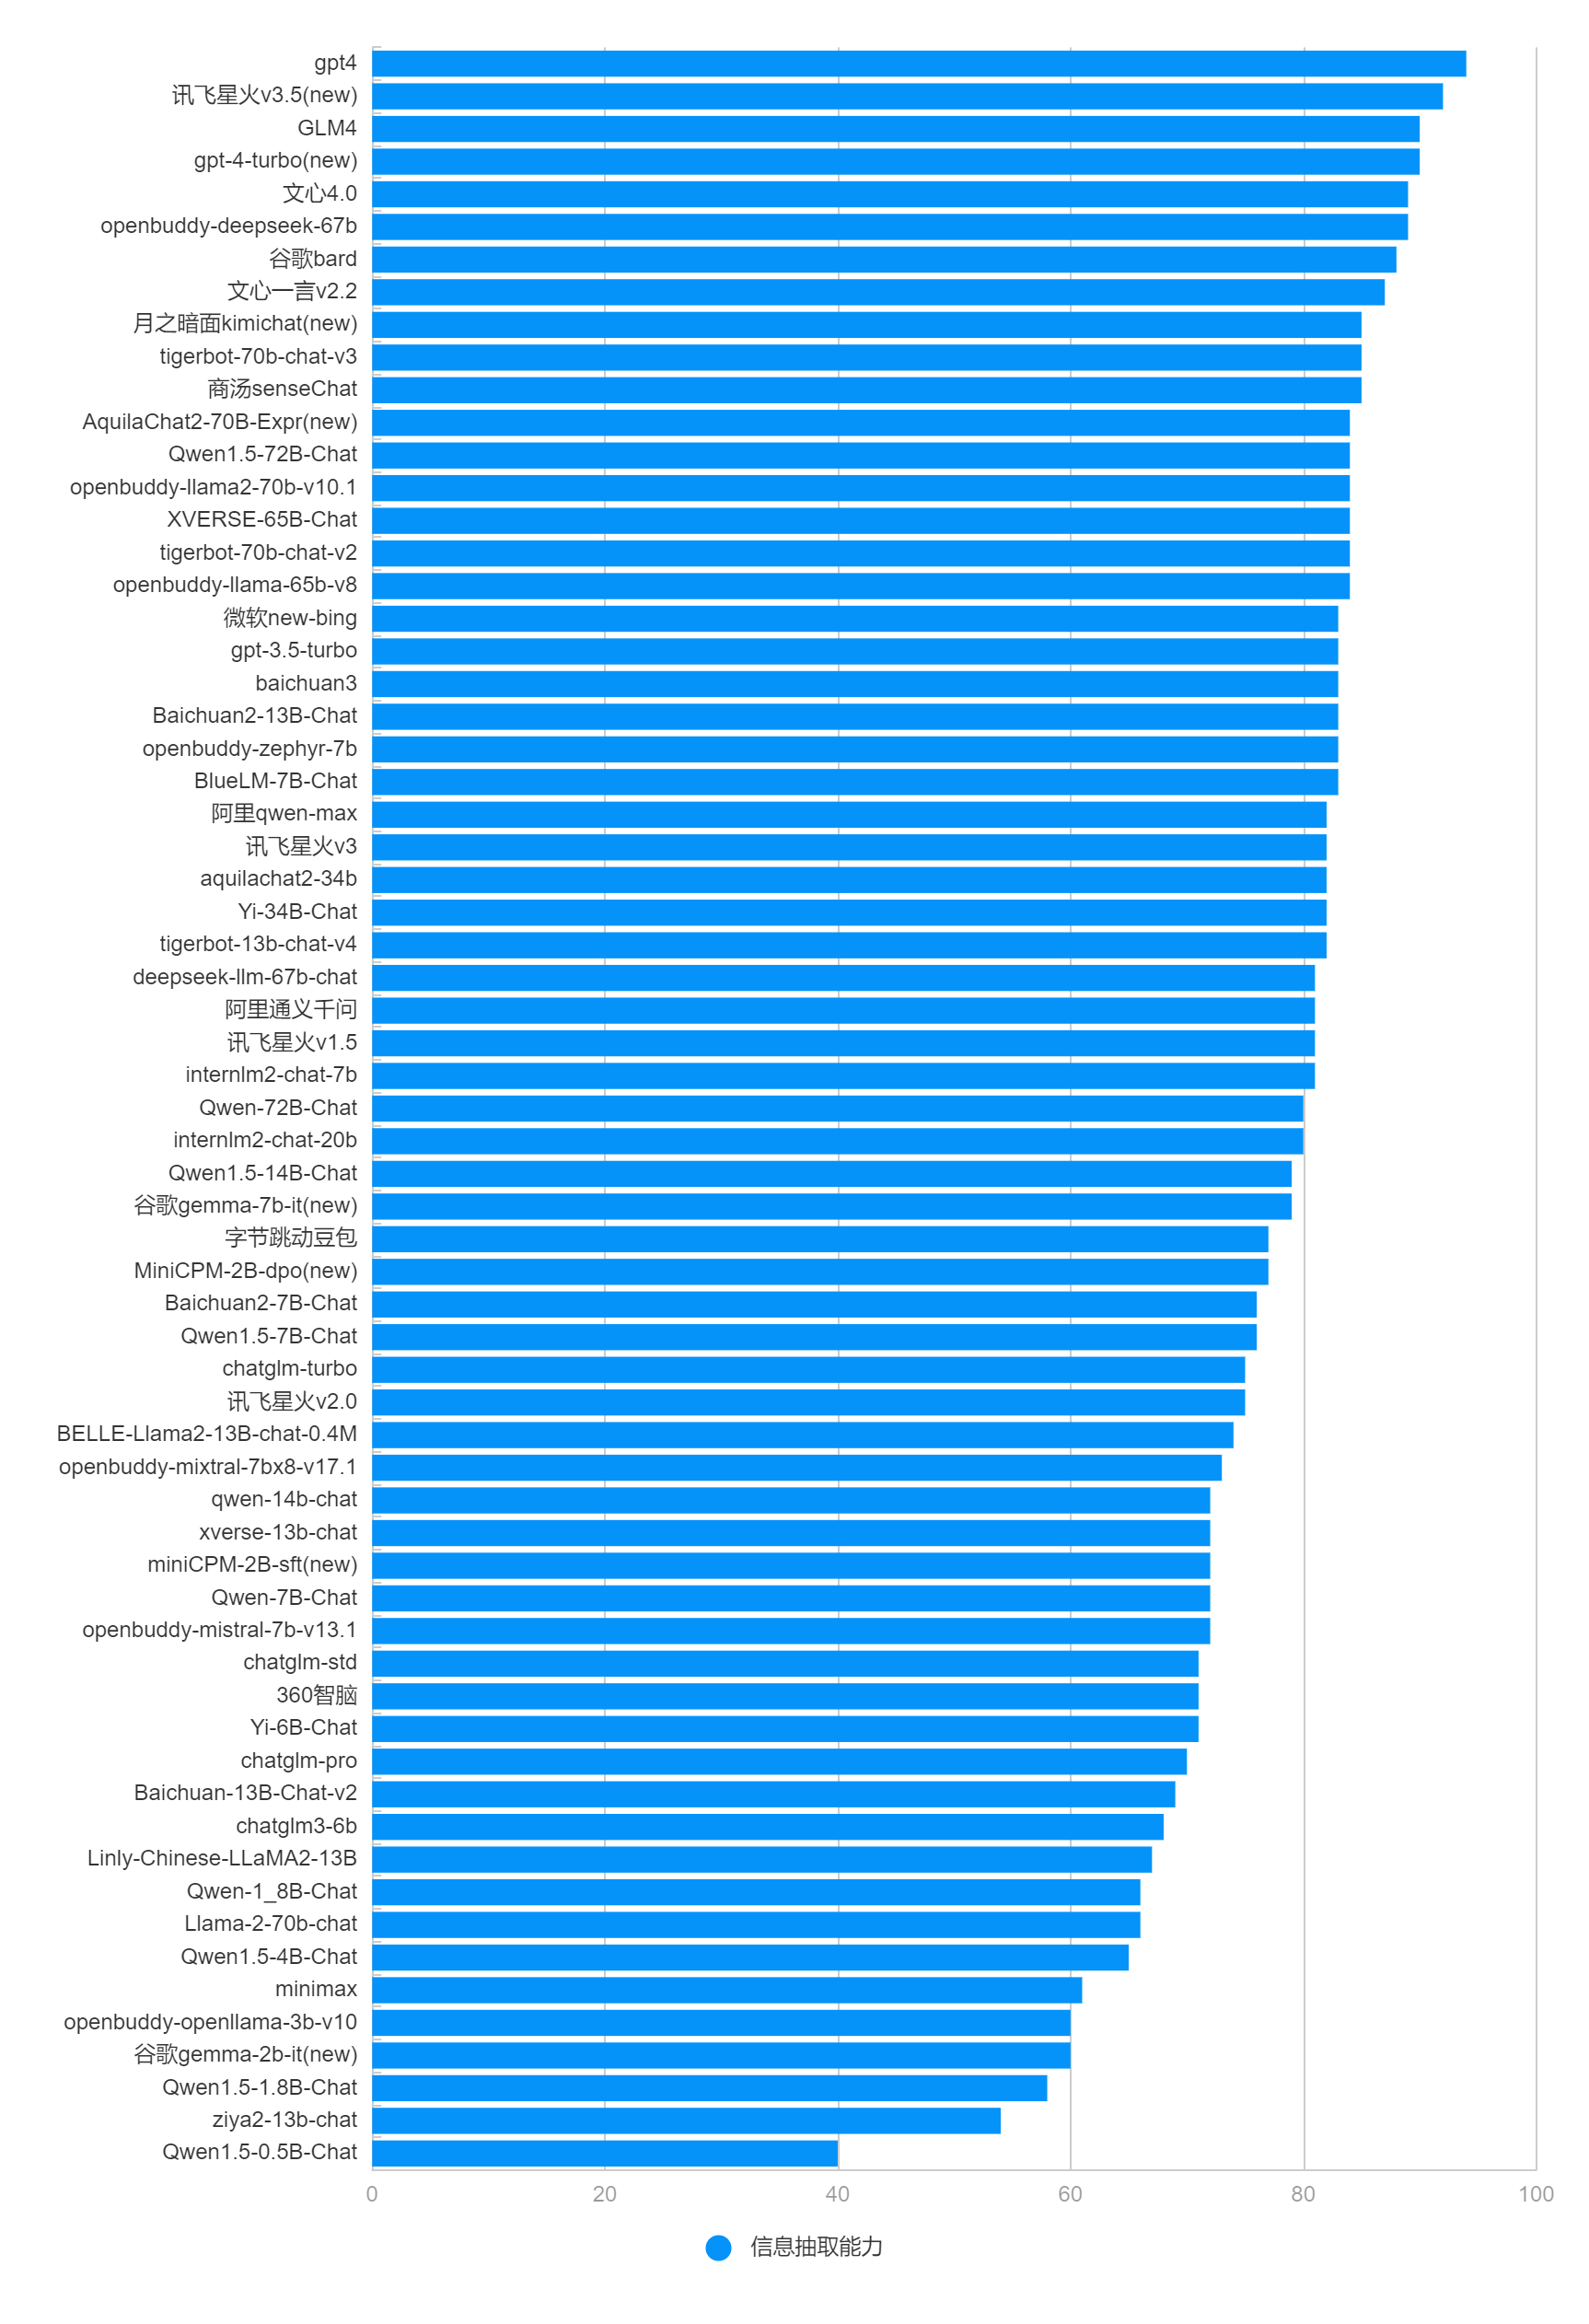 gpt4
讯飞星火v3.5(new)
GLM4
gpt-4-turbo(new)
文心4.0
openbuddy-deepseek-67b
谷歌bard
文心一言v2.2
月之暗面kimichat(new)
tigerbot-70b-chat-v3
商汤senseChat
AquilaChat2-70B-Expr(new)
Qwen1.5-72B-Chat
openbuddy-llama2-70b-v10.1
XVERSE-65B-Chat
tigerbot-70b-chat-v2
openbuddy-llama-65b-v8
微软new-bing
gpt-3.5-turbo
baichuan3
Baichuan2-13B-Chat
openbuddy-zephyr-7b
BlueLM-7B-Chat
阿里qwen-max
讯飞星火v3
aquilachat2-34b
Yi-34B-Chat
tigerbot-13b-chat-v4
deepseek-llm-67b-chat
阿里通义千问
讯飞星火v1.5
internlm2-chat-7b
Qwen-72B-Chat
internlm2-chat-20b
Qwen1.5-14B-Chat
谷歌gemma-7b-it(new)
字节跳动豆包
MiniCPM-2B-dpo(new)
Baichuan2-7B-Chat
Qwen1.5-7B-Chat
chatglm-turbo
讯飞星火v2.0
BELLE-Llama2-13B-chat-0.4M
openbuddy-mixtral-7bx8-v17.1
qwen-14b-chat
xverse-13b-chat
miniCPM-2B-sft(new)
Qwen-7B-Chat
openbuddy-mistral-7b-v13.1
chatglm-std
360智脑
Yi-6B-Chat
chatglm-pro
Baichuan-13B-Chat-v2
chatglm3-6b
Linly-Chinese-LLaMA2-13B
Qwen-1_8B-Chat
Llama-2-70b-chat
Qwen1.5-4B-Chat
minimax
openbuddy-openllama-3b-v10
谷歌gemma-2b-it(new)
Qwen1.5-1.8B-Chat
ziya2-13b-chat
Qwen1.5-0.5B-Chat
0 20 40 60 80 100
信息抽取能力